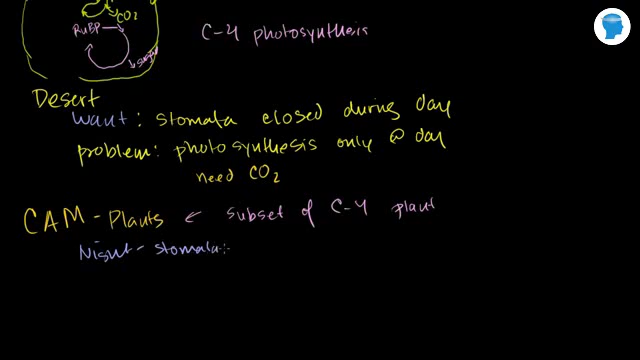 CO2
RuBP
sugar
C-4 photosynthesis
Desert
want: stomata closed during day
problem: photosynthesis only @ day
need CO2
CAM - Plants ← subset of C-4 plant
Night - stomata: